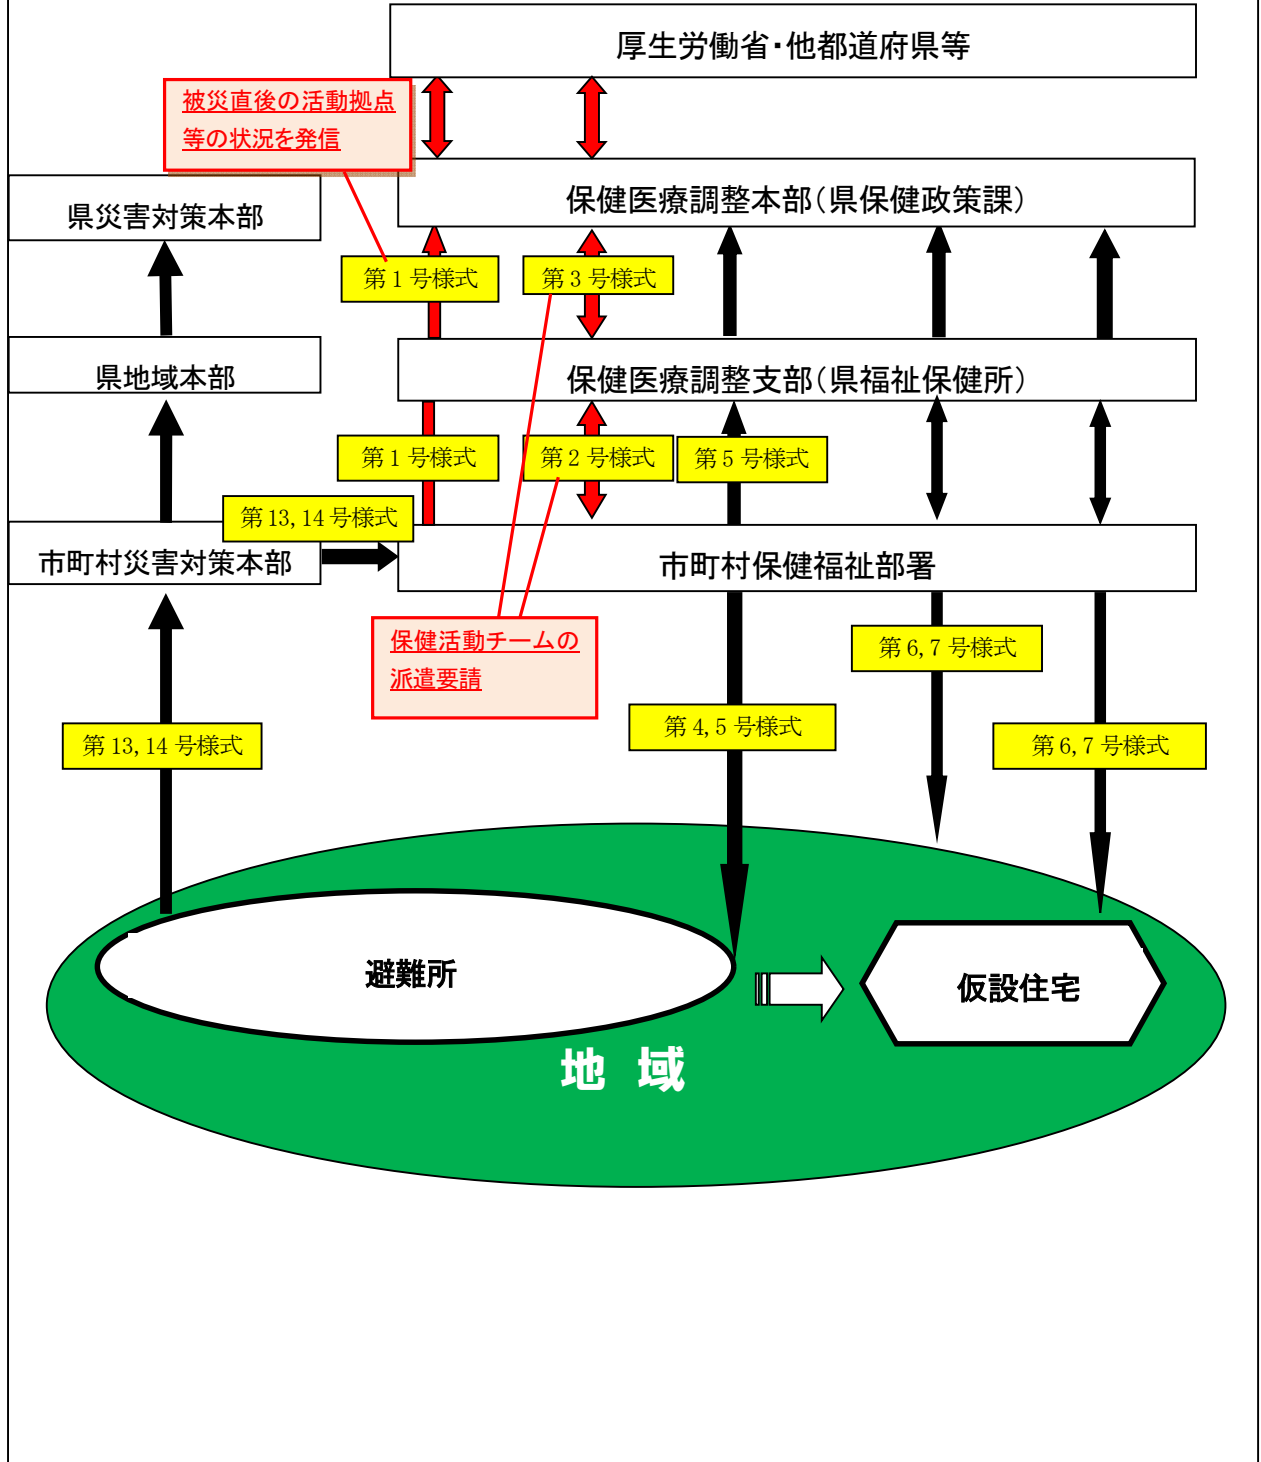 厚生労働省・他都道府県等
被災直後の活動拠点
等の状況を発信
県災害対策本部
保健医療調整本部（県保健政策課）
第1号様式
第3号様式
県地域本部
保健医療調整支部（県福祉保健所）
第1号様式
第2号様式
第5号様式
第13,14号様式
市町村災害対策本部
市町村保健福祉部署
保健活動チームの
派遣要請
第6,7号様式
第4,5号様式
第13,14号様式
第6,7号様式
避難所
仮設住宅
地 域